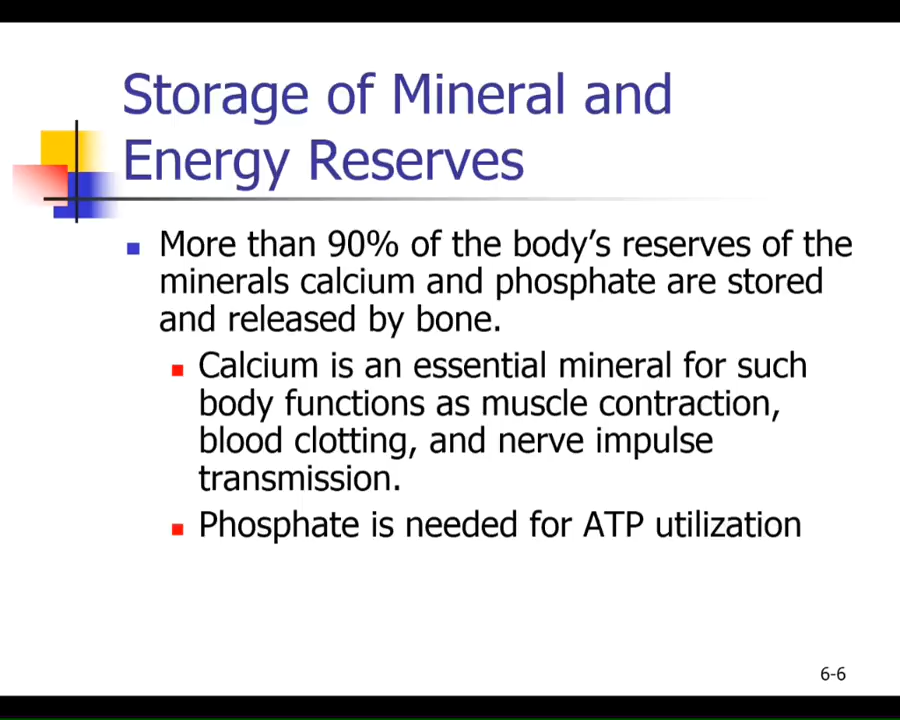 Storage of Mineral and
Energy Reserves
More than 90% of the body’s reserves of the
minerals calcium and phosphate are stored
and released by bone.
Calcium is an essential mineral for such
body functions as muscle contraction,
blood clotting, and nerve impulse
transmission.
Phosphate is needed for ATP utilization
6-6